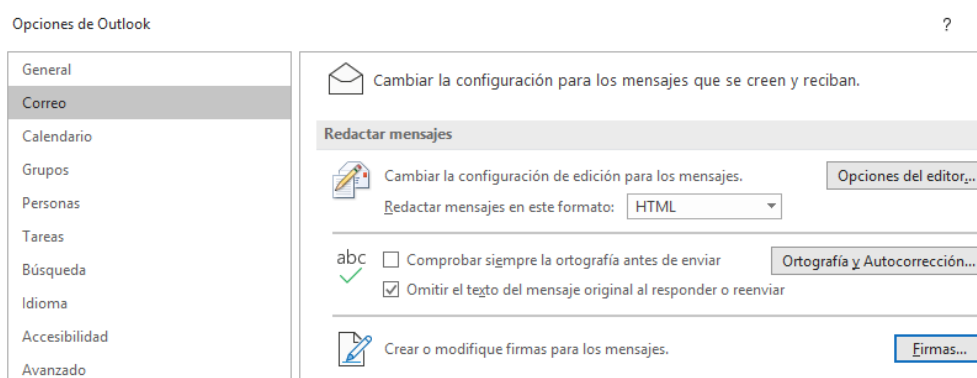 Opciones de Outlook ?
General
Correo
Calendario
Grupos
Personas
Tareas
Búsqueda
Idioma
Accesibilidad
Avanzado
Cambiar la configuración para los mensajes que se creen y reciban.
Redactar mensajes
Cambiar la configuración de edición para los mensajes. Opciones del editor...
Redactar mensajes en este formato: HTML
abc Comprobar siempre la ortografía antes de enviar Ortografía y Autocorrección...
Omitir el texto del mensaje original al responder o reenviar
Crear o modifique firmas para los mensajes. Firmas...